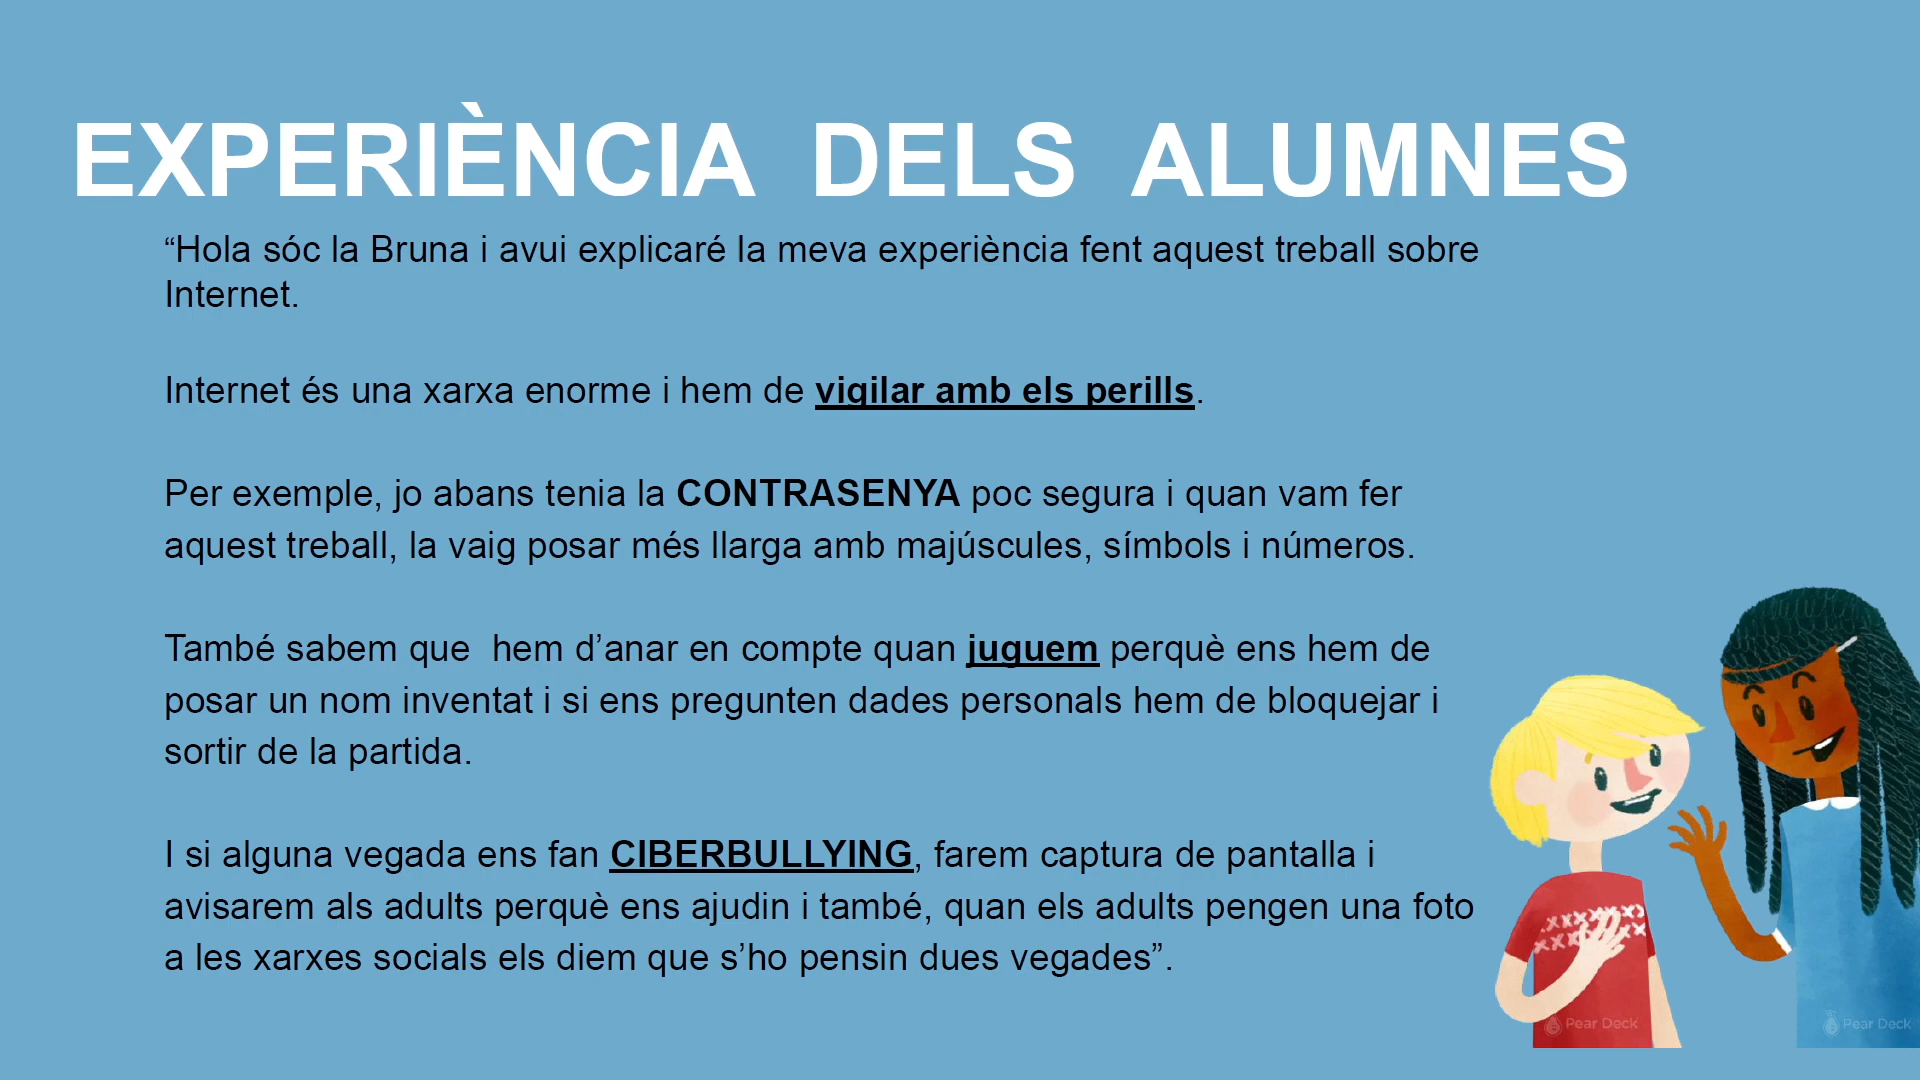 EXPERIÈNCIA DELS ALUMNES
“Hola sóc la Bruna i avui explicaré la meva experiència fent aquest treball sobre
Internet.
Internet és una xarxa enorme i hem de vigilar amb els perills.
Per exemple, jo abans tenia la CONTRASENYA poc segura i quan vam fer
aquest treball, la vaig posar més llarga amb majúscules, símbols i números.
També sabem que  hem d’anar en compte quan juguem perquè ens hem de
posar un nom inventat i si ens pregunten dades personals hem de bloquejar i
sortir de la partida.
I si alguna vegada ens fan CIBERBULLYING, farem captura de pantalla i
avisarem als adults perquè ens ajudin i també, quan els adults pengen una foto
a les xarxes socials els diem que s’ho pensin dues vegades”.
Pear Deck
Pear Deck